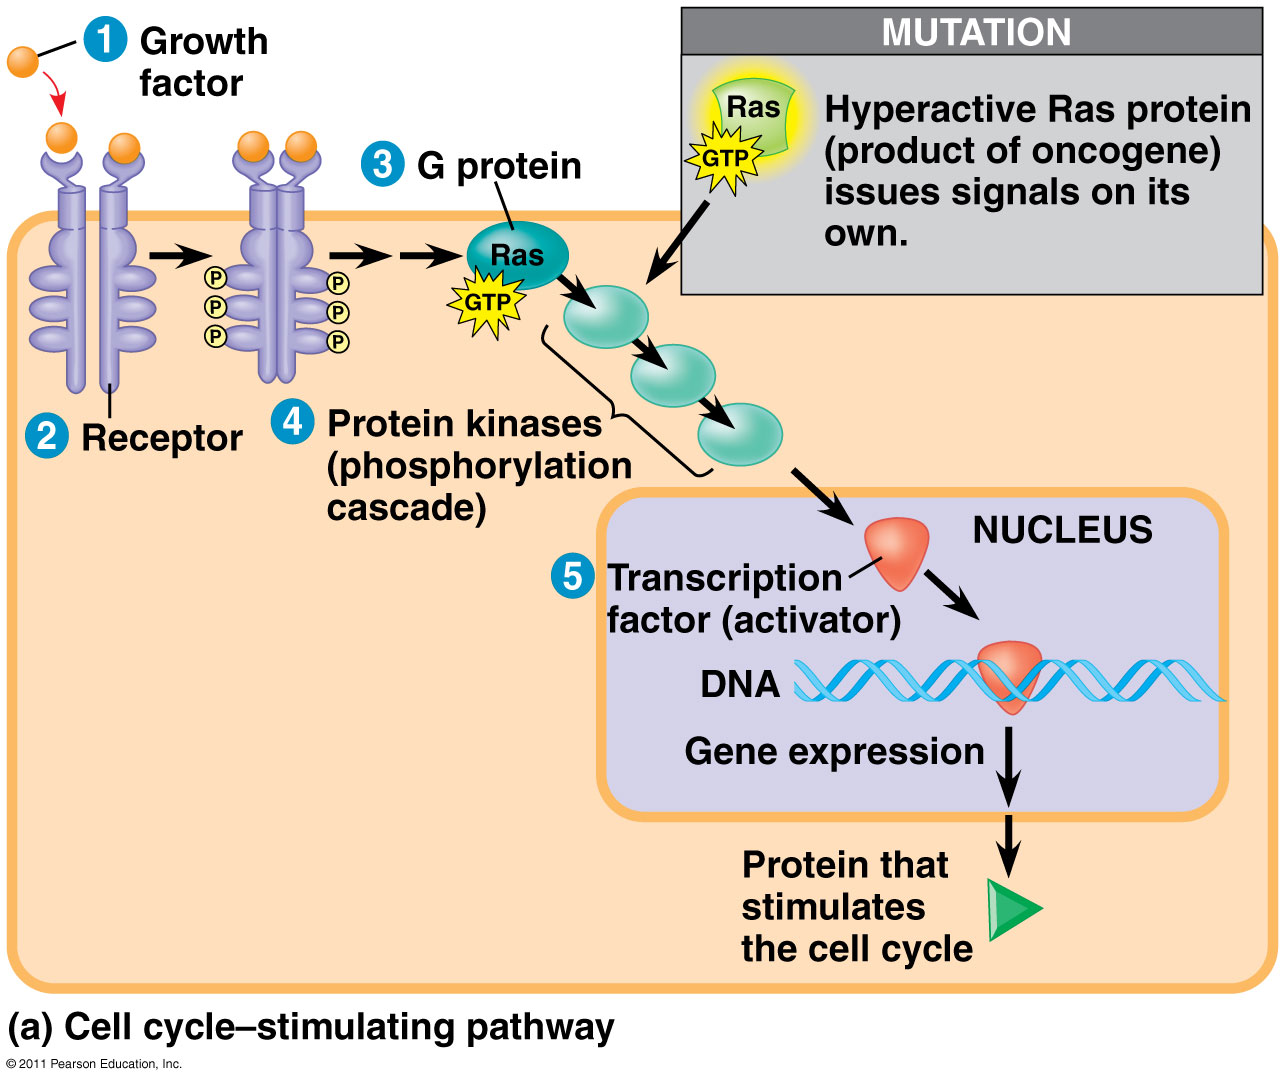 1 Growth
factor
MUTATION
Ras
GTP
Hyperactive Ras protein
(product of oncogene)
issues signals on its
own.
3 G protein
Ras
GTP
P
P
P
P
P
P
2 Receptor
4 Protein kinases
(phosphorylation
cascade)
NUCLEUS
5 Transcription
factor (activator)
DNA
Gene expression
Protein that
stimulates
the cell cycle
(a) Cell cycle–stimulating pathway
© 2011 Pearson Education, Inc.